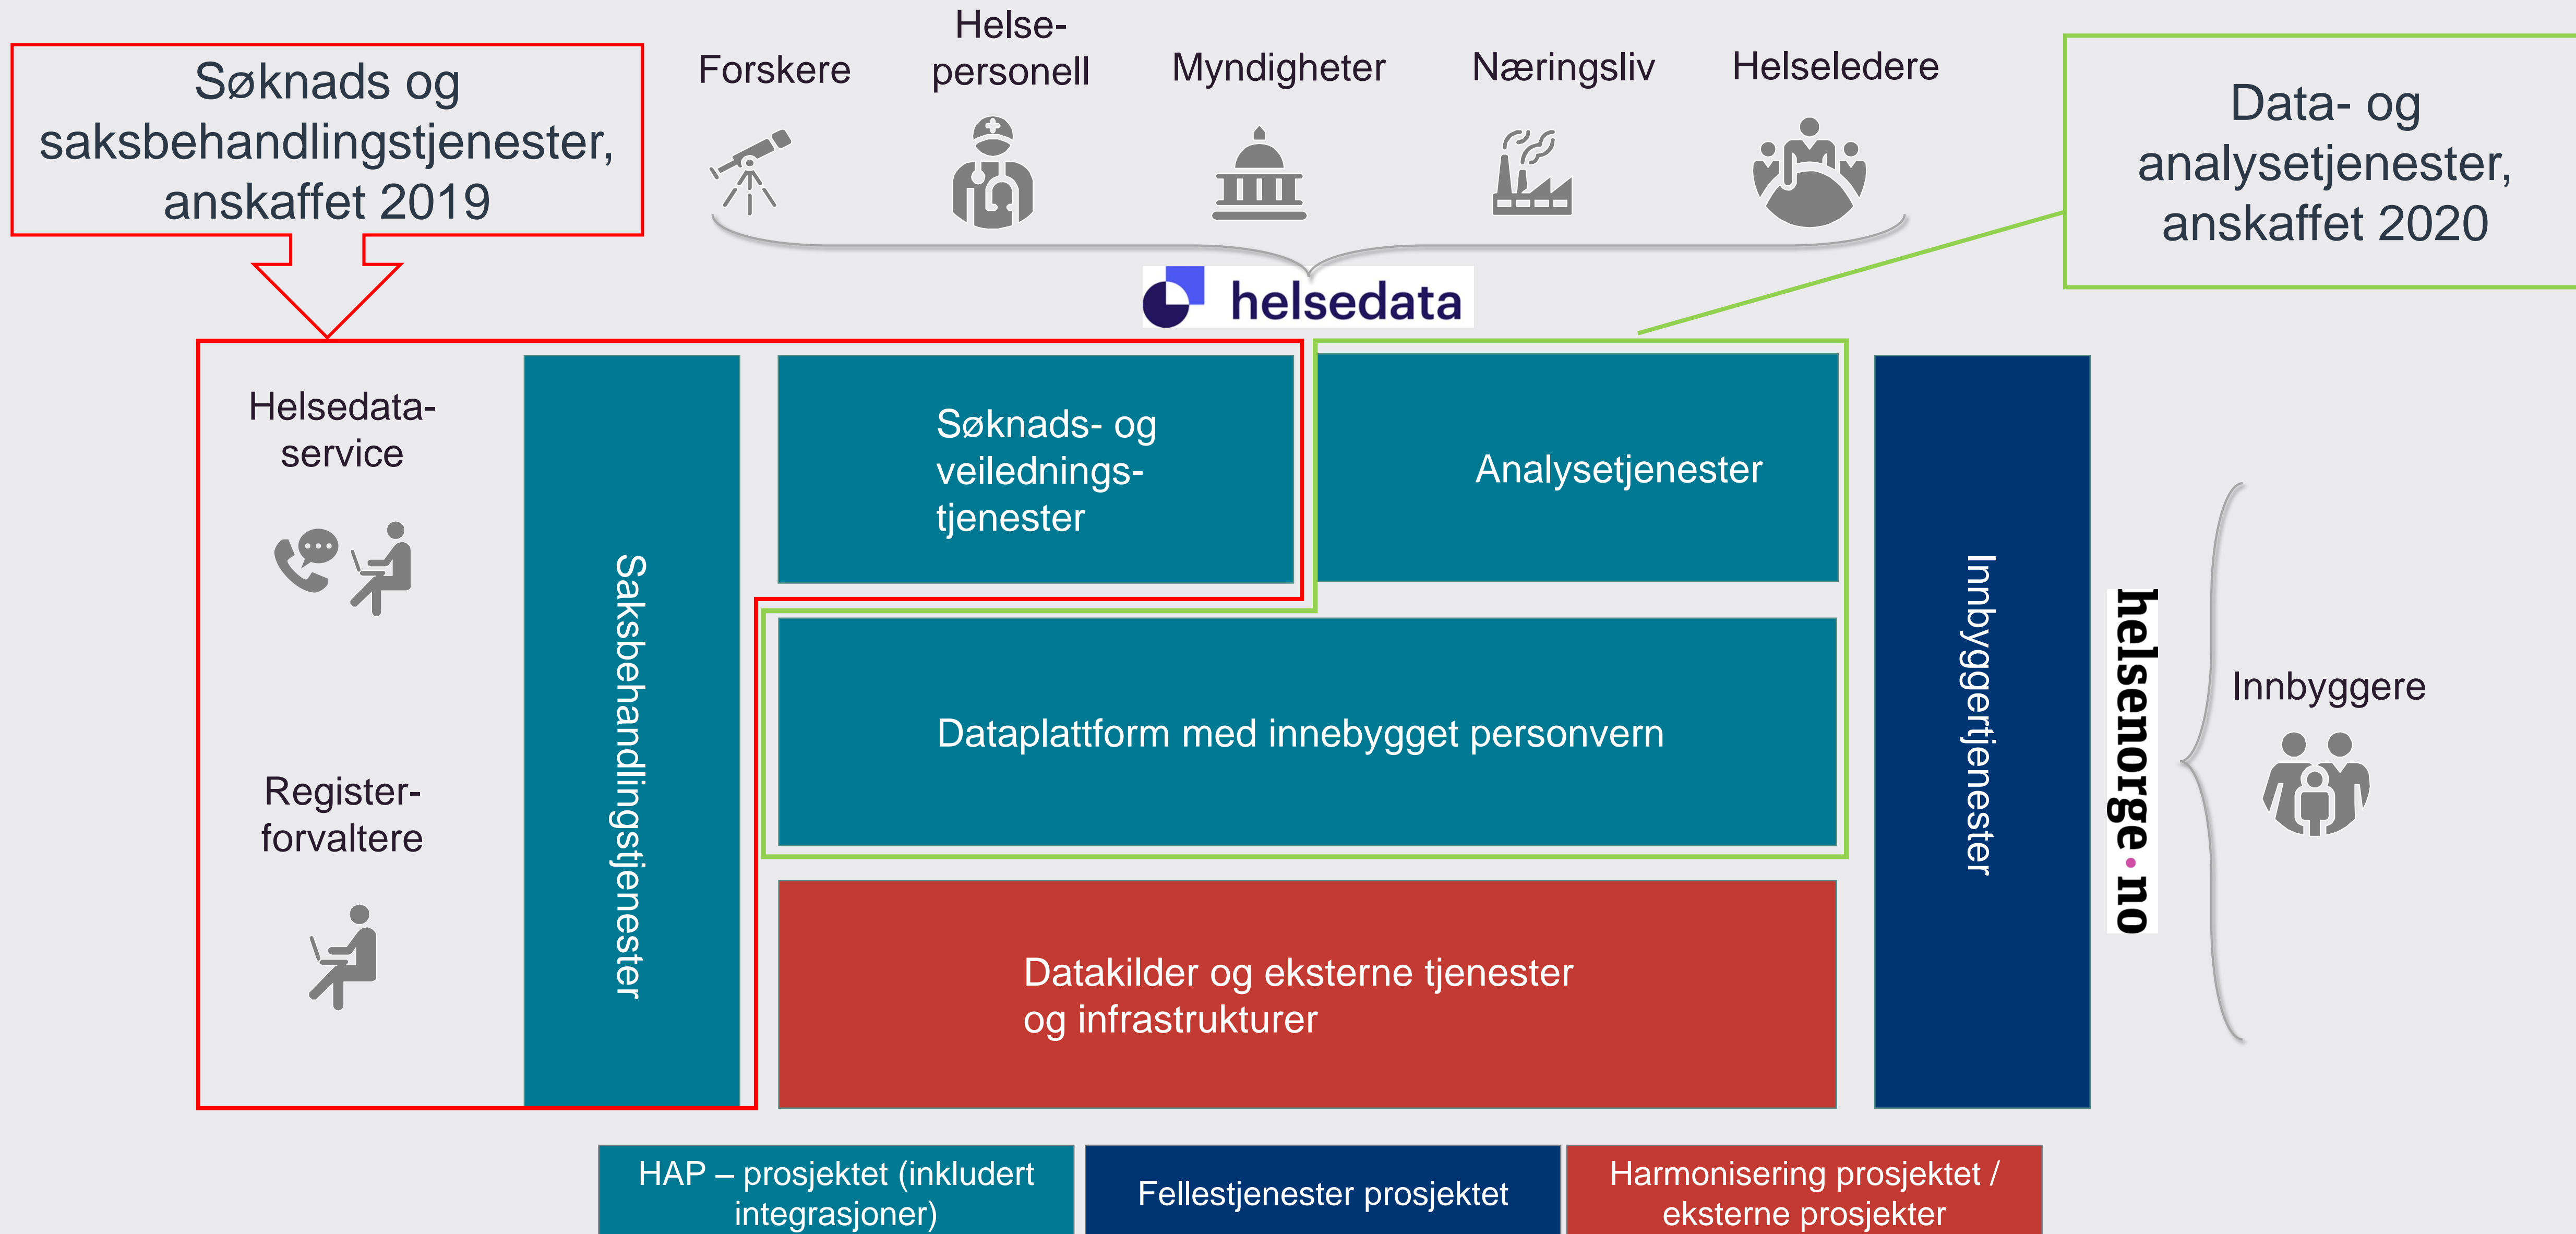 Søknads og
saksbehandlingstjenester,
anskaffet 2019
Forskere
Helse-
personell
Myndigheter
Næringsliv
Helseledere
Data- og
analysetjenester,
anskaffet 2020
helsedata
Helsedata-
service
Register-
forvaltere
Saksbehandlingstjenester
Søknads- og
veilednings-
tjenester
Analysetjenester
Dataplattform med innebygget personvern
Datakilder og eksterne tjenester
og infrastrukturer
Innbyggertjenester
helsenorge·no
Innbyggere
HAP – prosjektet (inkludert
integrasjoner)
Fellestjenester prosjektet
Harmonisering prosjektet /
eksterne prosjekter